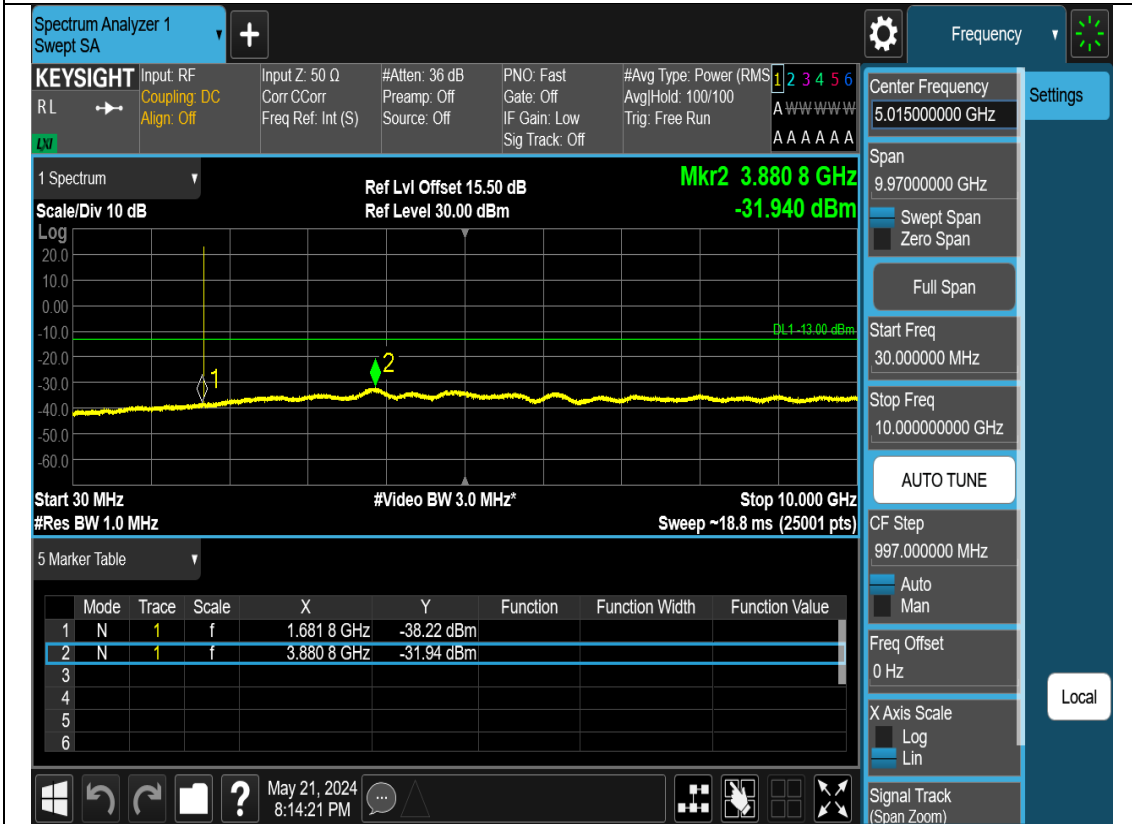 Spectrum Analyzer 1
Swept SA
+
Frequency
KEYSIGHT
RL
LXI
Input: RF
Coupling: DC
Align: Off
Input Z: 50 Ω
Corr CCorr
Freq Ref: Int (S)
#Atten: 36 dB
Preamp: Off
Source: Off
PNO: Fast
Gate: Off
IF Gain: Low
Sig Track: Off
#Avg Type: Power (RMS
Avg|Hold: 100/100
Trig: Free Run
1 2 3 4 5 6
A W W W W W
A A A A A A
1 Spectrum
Scale/Div 10 dB
Ref Lvl Offset 15.50 dB
Ref Level 30.00 dBm
Mkr2 3.880 8 GHz
-31.940 dBm
Log
20.0
10.0
0.00
-10.0
-20.0
-30.0
-40.0
-50.0
-60.0
DL1 -13.00 dBm
1
2
Start 30 MHz
#Video BW 3.0 MHz*
Stop 10.000 GHz
#Res BW 1.0 MHz
Sweep ~18.8 ms (25001 pts)
5 Marker Table
Mode Trace Scale X Y Function Function Width Function Value
1 N 1 f 1.681 8 GHz -38.22 dBm
2 N 1 f 3.880 8 GHz -31.94 dBm
3
4
5
6
?
May 21, 2024
8:14:21 PM
Center Frequency
5.015000000 GHz
Settings
Span
9.97000000 GHz
Swept Span
Zero Span
Full Span
Start Freq
30.000000 MHz
Stop Freq
10.000000000 GHz
AUTO TUNE
CF Step
997.000000 MHz
Auto
Man
Freq Offset
0 Hz
Local
X Axis Scale
Log
Lin
Signal Track
(Span Zoom)